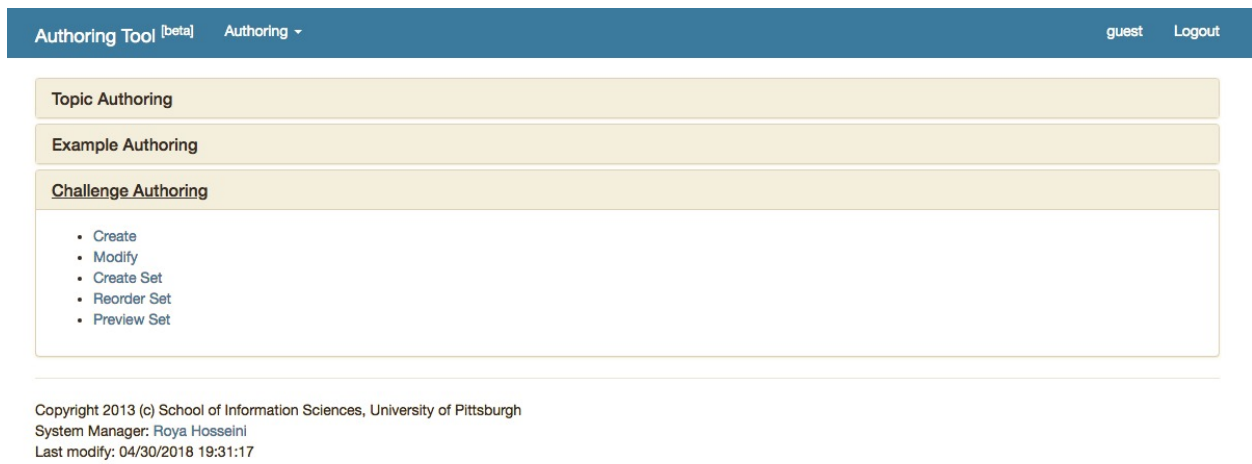 Authoring Tool [beta] Authoring guest Logout
Topic Authoring
Example Authoring
Challenge Authoring
• Create
• Modify
• Create Set
• Reorder Set
• Preview Set
Copyright 2013 (c) School of Information Sciences, University of Pittsburgh
System Manager: Roya Hosseini
Last modify: 04/30/2018 19:31:17